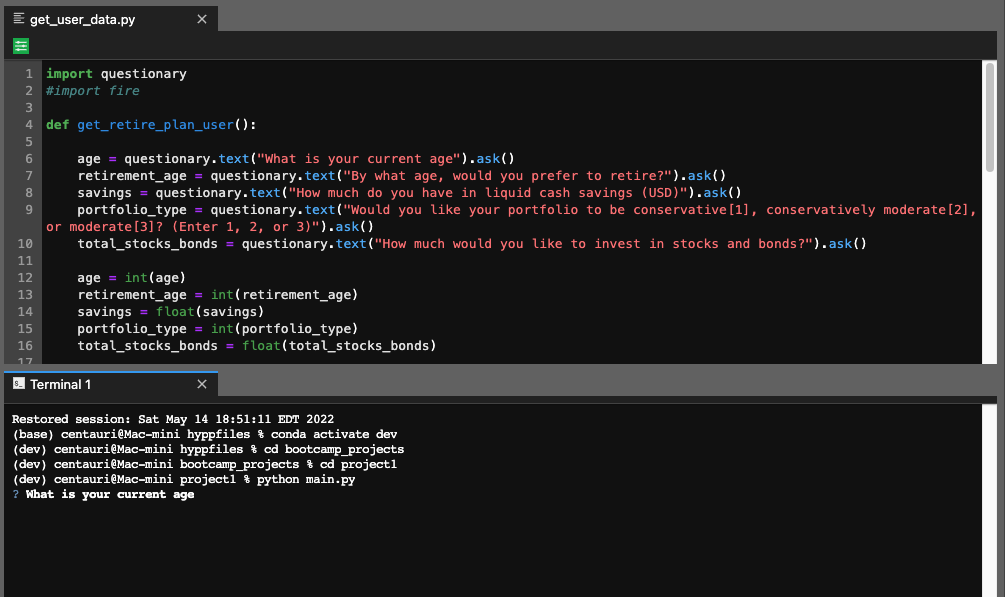 get_user_data.py
1 import questionary
2 #import fire
3
4 def get_retire_plan_user():
5
6     age = questionary.text("What is your current age").ask()
7     retirement_age = questionary.text("By what age, would you prefer to retire?").ask()
8     savings = questionary.text("How much do you have in liquid cash savings (USD)").ask()
9     portfolio_type = questionary.text("Would you like your portfolio to be conservative[1], conservatively moderate[2],
or moderate[3]? (Enter 1, 2, or 3)").ask()
10     total_stocks_bonds = questionary.text("How much would you like to invest in stocks and bonds?").ask()
11
12     age = int(age)
13     retirement_age = int(retirement_age)
14     savings = float(savings)
15     portfolio_type = int(portfolio_type)
16     total_stocks_bonds = float(total_stocks_bonds)
17
Terminal 1
Restored session: Sat May 14 18:51:11 EDT 2022
(base) centauri@Mac-mini hyppfiles % conda activate dev
(dev) centauri@Mac-mini hyppfiles % cd bootcamp_projects
(dev) centauri@Mac-mini bootcamp_projects % cd project1
(dev) centauri@Mac-mini project1 % python main.py
? What is your current age